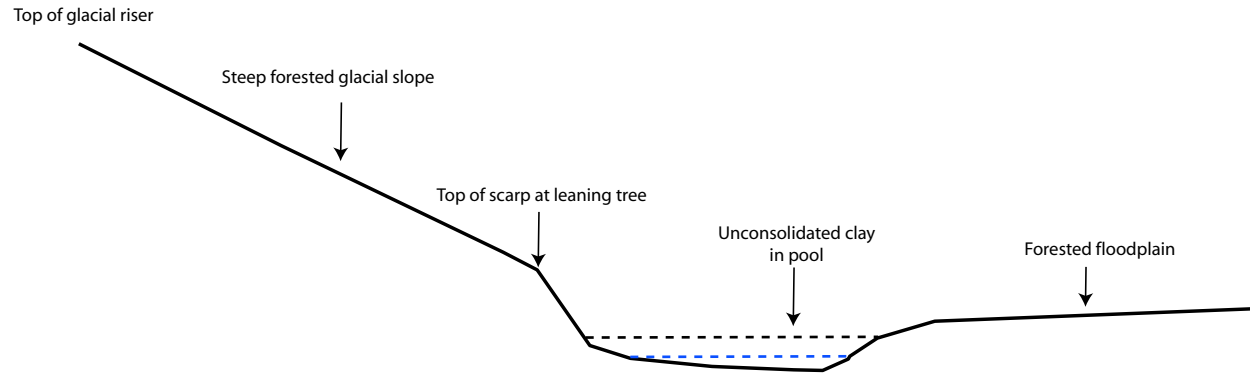 Top of glacial riser
Steep forested glacial slope
Top of scarp at leaning tree
Unconsolidated clay
in pool
Forested floodplain